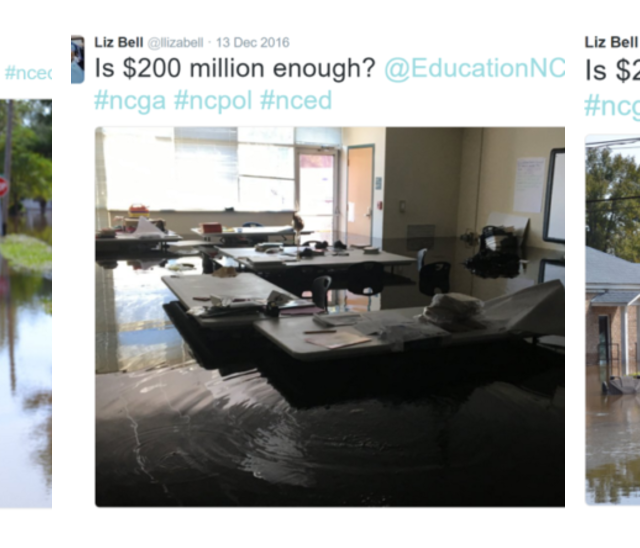 #nced
Liz Bell @llizabell · 13 Dec 2016
Is $200 million enough? @EducationNC
#ncga #ncpol #nced
Liz Bell
Is $2
#ncg